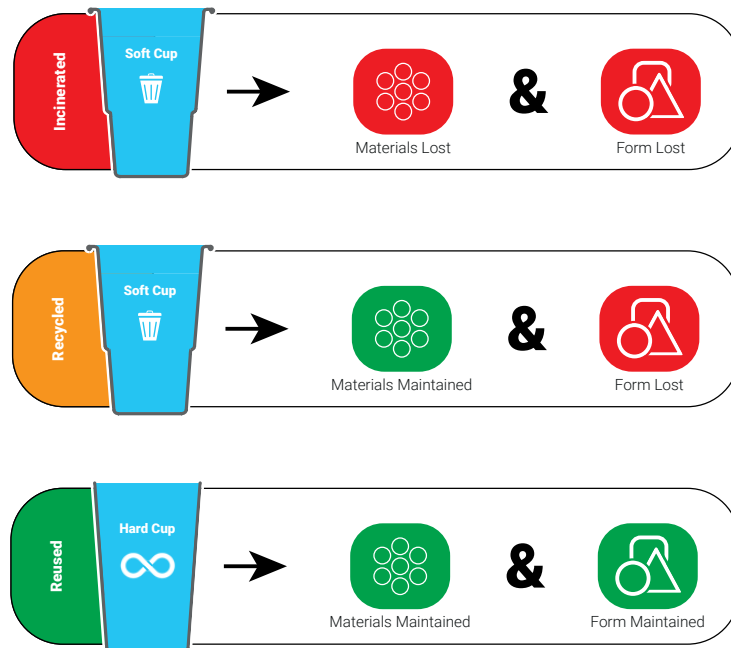 Incinerated
Soft Cup
&
Materials Lost
Form Lost
Recycled
Soft Cup
&
Materials Maintained
Form Lost
Reused
Hard Cup
&
Materials Maintained
Form Maintained